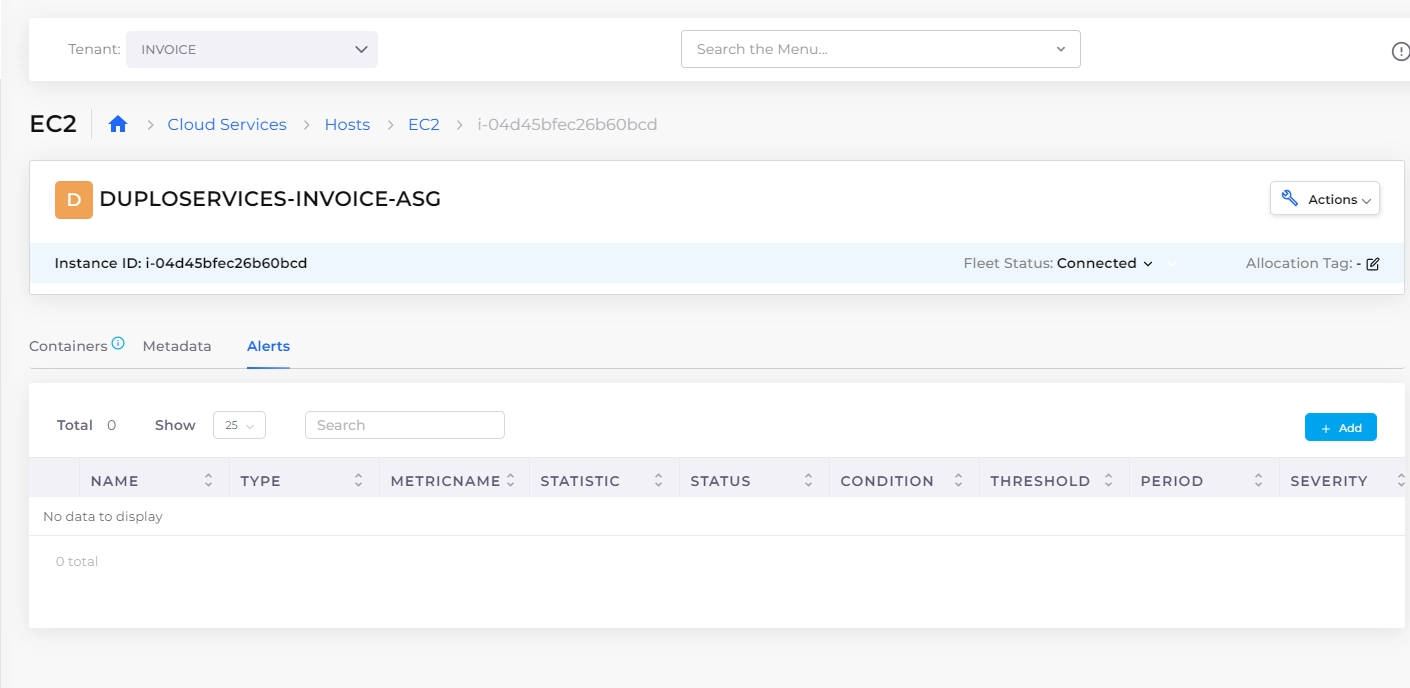 Tenant: INVOICE Search the Menu...
EC2 Cloud Services Hosts EC2 i-04d45bfec26b60bcd
D DUPLOSERVICES-INVOICE-ASG Actions
Instance ID: i-04d45bfec26b60bcd Fleet Status: Connected Allocation Tag: -
Containers Metadata Alerts
Total 0 Show 25 Search + Add
NAME TYPE METRICNAME STATISTIC STATUS CONDITION THRESHOLD PERIOD SEVERITY
No data to display
0 total